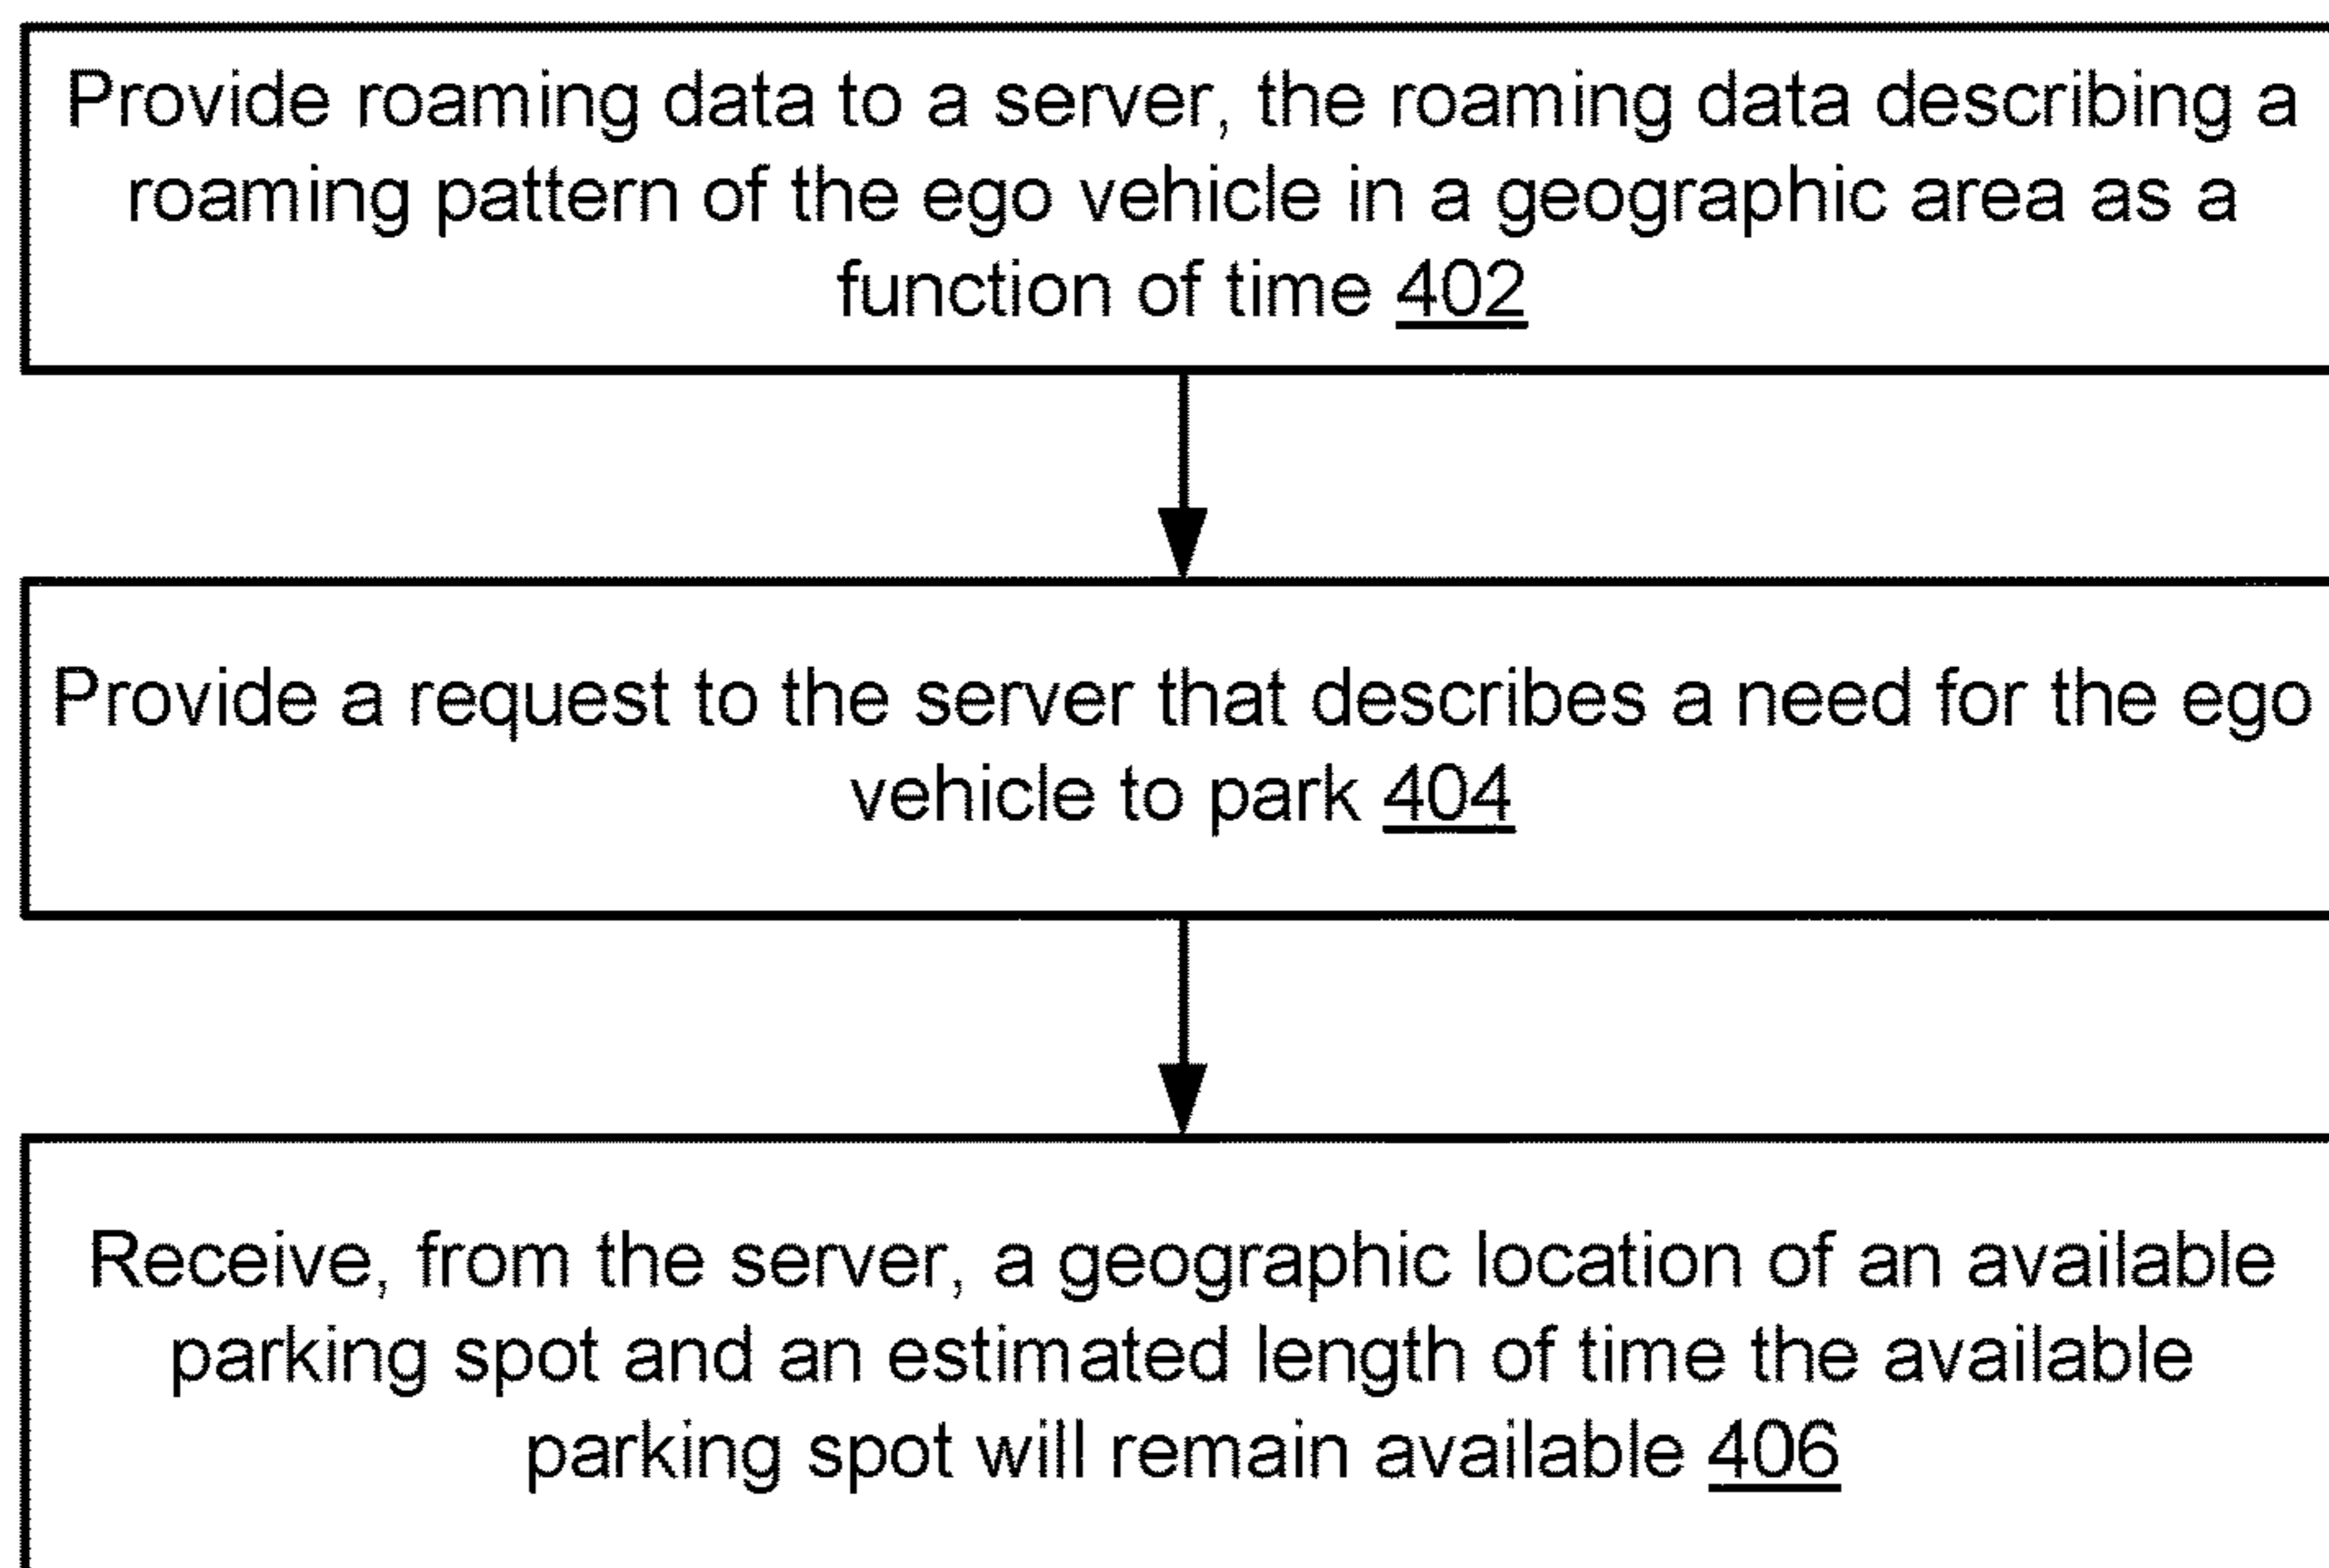 Provide roaming data to a server, the roaming data describing a
roaming pattern of the ego vehicle in a geographic area as a
function of time 402
Provide a request to the server that describes a need for the ego
vehicle to park 404
Receive, from the server, a geographic location of an available
parking spot and an estimated length of time the available
parking spot will remain available 406